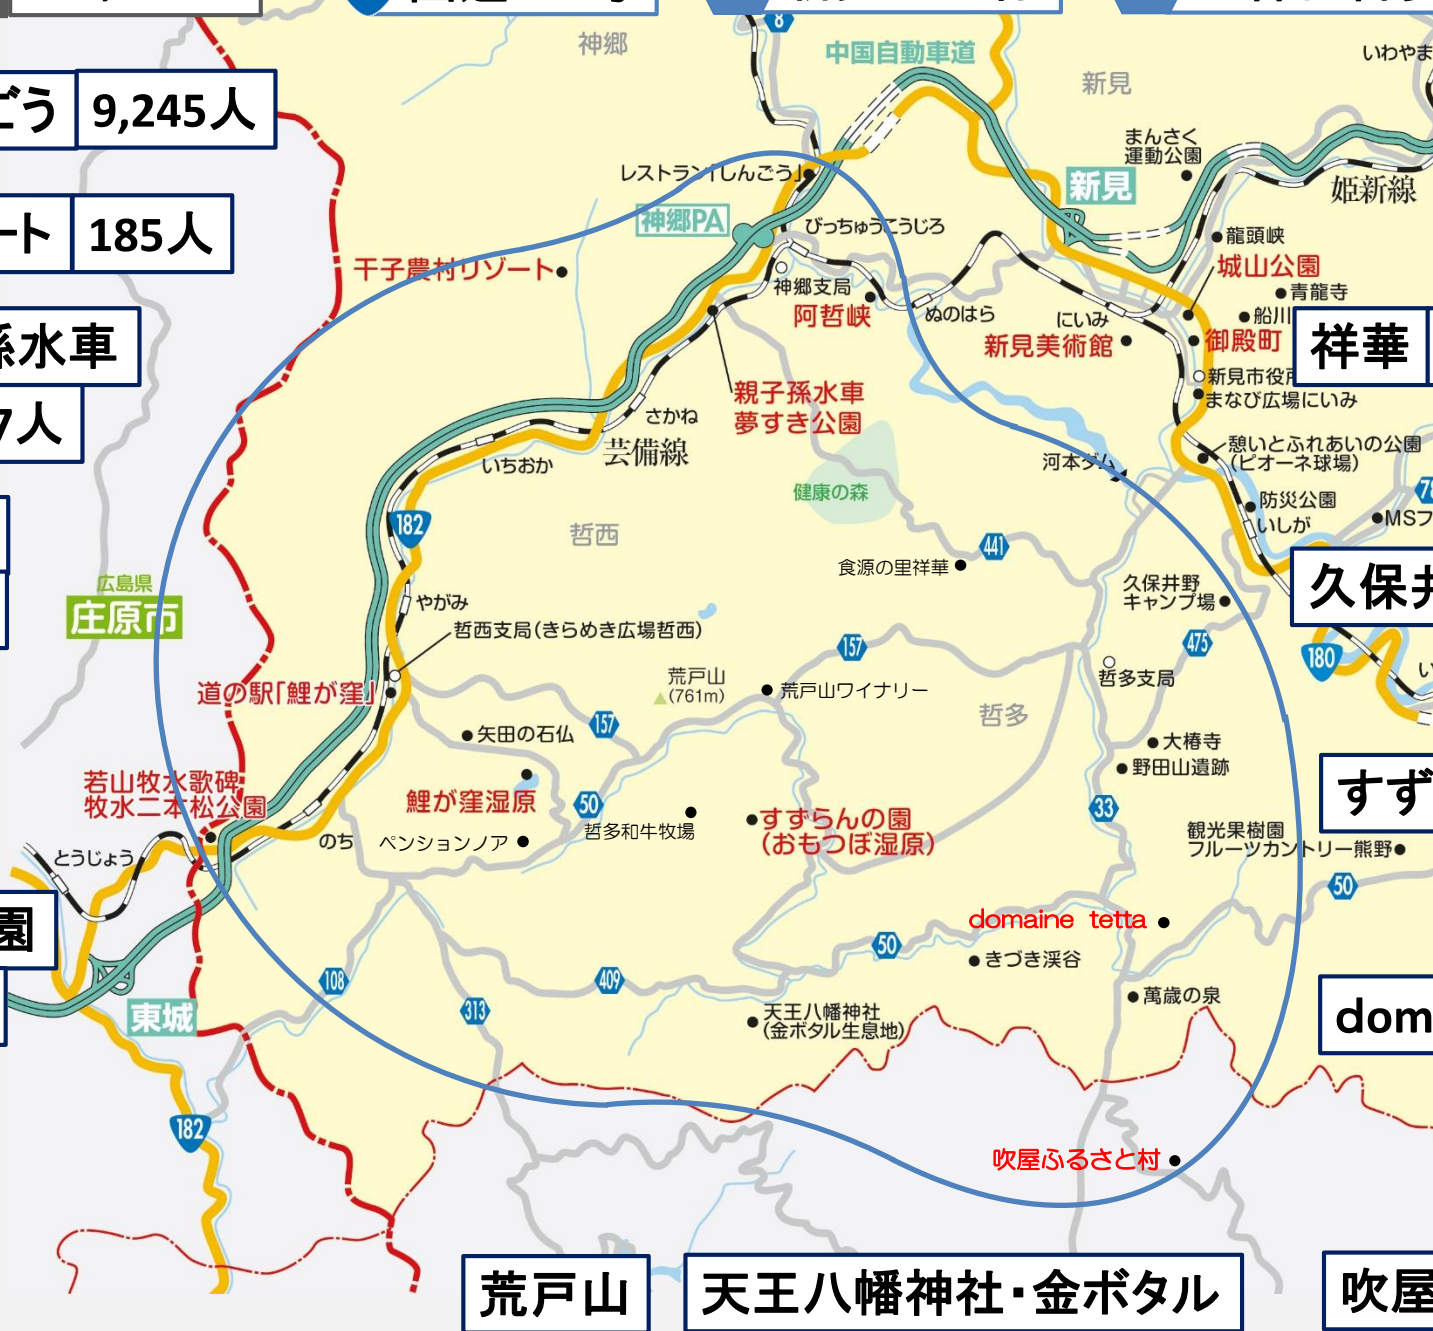 神郷
8
中国自動車道
新見
いわやま
ごう
9,245人
まんさく
運動公園
レストラン「しんごう」
新見
姫新線
ート
185人
神郷PA
びっちゅうこうじろ
龍頭峡
干子農村リゾート
城山公園
神郷支局
青龍寺
阿哲峡
ぬのはら
にいみ
船川
孫水車
新見美術館
御殿町
祥華
新見市役所
親子孫水車
夢すき公園
まなび広場にいみ
7人
さかね
芸備線
いちおか
憩いとふれあいの公園
(ピオーネ球場)
河本ダム
健康の森
防災公園
いしが
MSフ
182
哲西
441
食源の里祥華
広島県
庄原市
久保井野
キャンプ場
久保井
やがみ
哲西支局(きらめき広場哲西)
157
475
180
荒戸山
(761m)
荒戸山ワイナリー
哲多支局
道の駅「鯉が窪」
哲多
157
矢田の石仏
大椿寺
野田山遺跡
若山牧水歌碑
牧水二本松公園
鯉が窪湿原
50
すずらんの園
(おもつぼ湿原)
33
すず
哲多和牛牧場
観光果樹園
フルーツカントリー熊野
のち
ペンションノア
とうじょう
50
園
domaine tetta
50
きづき渓谷
108
409
萬歳の泉
東城
313
天王八幡神社
(金ボタル生息地)
dom
182
吹屋ふるさと村
荒戸山
天王八幡神社・金ボタル
吹屋